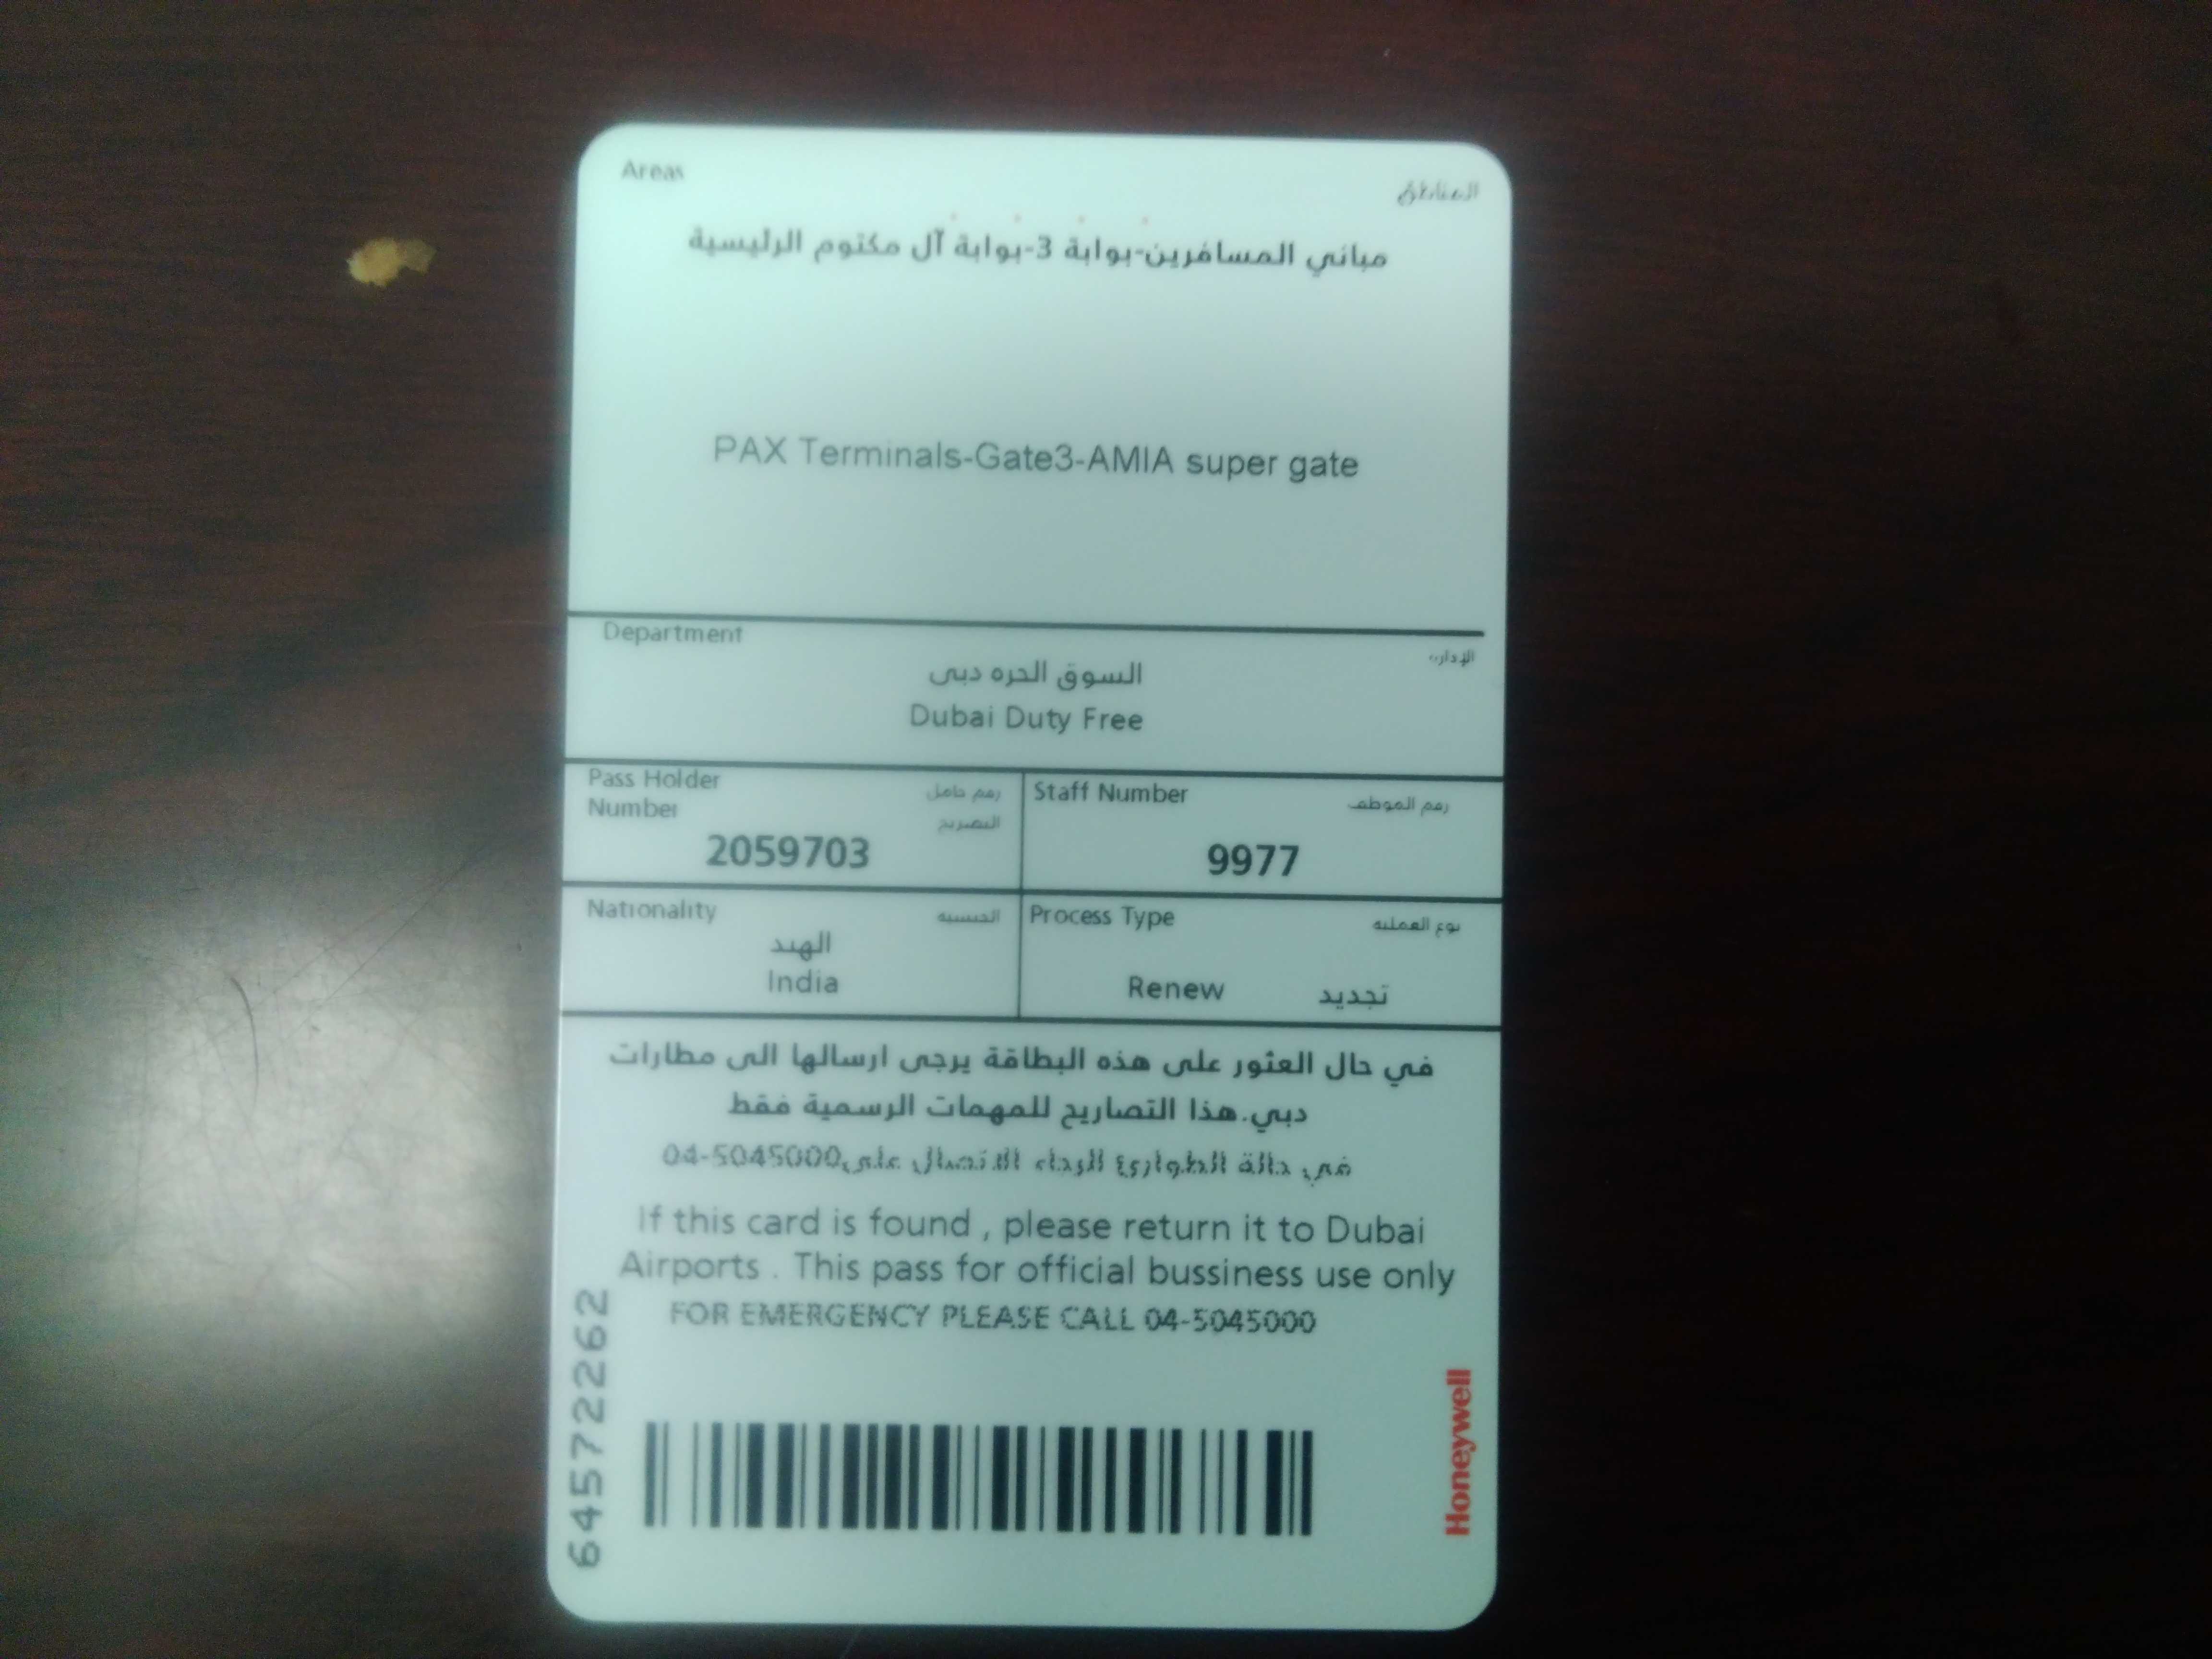 Areas
المناطق
مباني المسافرين-بوابة 3-بوابة آل مكتوم الرئيسية
PAX Terminals-Gate3-AMIA super gate
Department
الإدارة
السوق الحره دبى
Dubai Duty Free
Pass Holder
Number
رقم حامل
التصريح
2059703
Staff Number
رقم الموظف
9977
Nationality
الجنسية
الهند
India
Process Type
نوع العملية
Renew تجديد
في حال العثور على هذه البطاقة يرجى ارسالها الى مطارات
دبي.هذا التصاريح للمهمات الرسمية فقط
في حالة الطوارئ الرجاء الاتصال على04-5045000
If this card is found , please return it to Dubai
Airports . This pass for official bussiness use only
FOR EMERGENCY PLEASE CALL 04-5045000
64572262
Honeywell